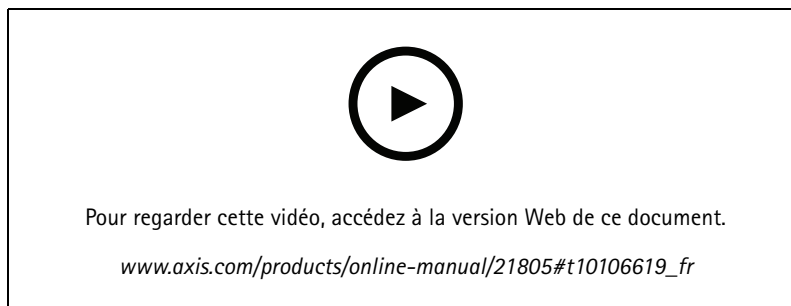 Pour regarder cette vidéo, accédez à la version Web de ce document.
www.axis.com/products/online-manual/21805#t10106619_fr